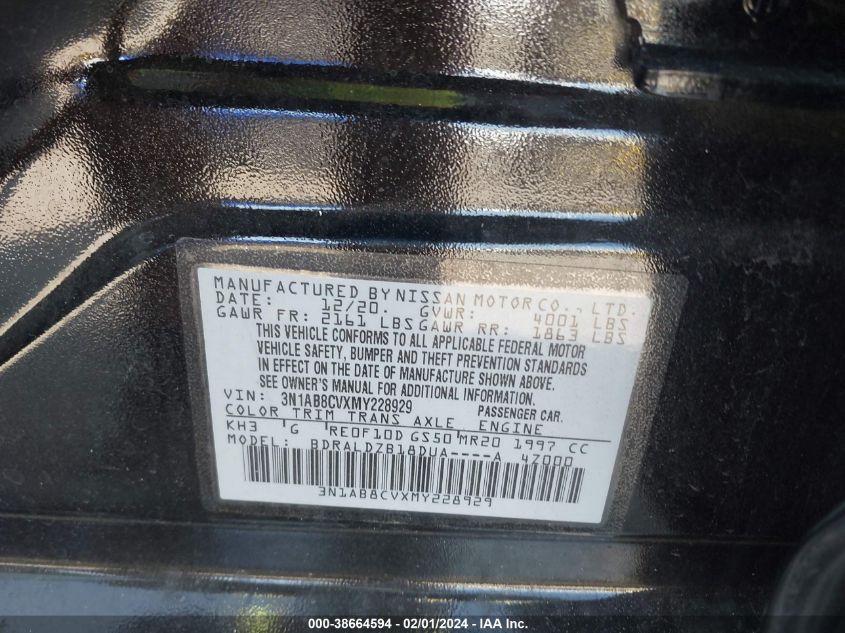 MANUFACTURED BY NISSAN MOTOR CO., LTD.
DATE: 12/20. GVWR: 4001 LBS
GAWR FR: 2161 LBS GAWR RR: 1863 LBS
THIS VEHICLE CONFORMS TO ALL APPLICABLE FEDERAL MOTOR
VEHICLE SAFETY, BUMPER AND THEFT PREVENTION STANDARDS
IN EFFECT ON THE DATE OF MANUFACTURE SHOWN ABOVE.
SEE OWNER'S MANUAL FOR ADDITIONAL INFORMATION.
VIN: 3N1AB8CVXMY228929 PASSENGER CAR.
COLOR TRIM TRANS AXLE ENGINE
KH3 G RE0F10D GS50 MR20 1997 CC
MODEL: BDRALDZB18DUA----A 47000
3N1AB8CVXMY228929
000-38664594 - 02/01/2024 - IAA Inc.